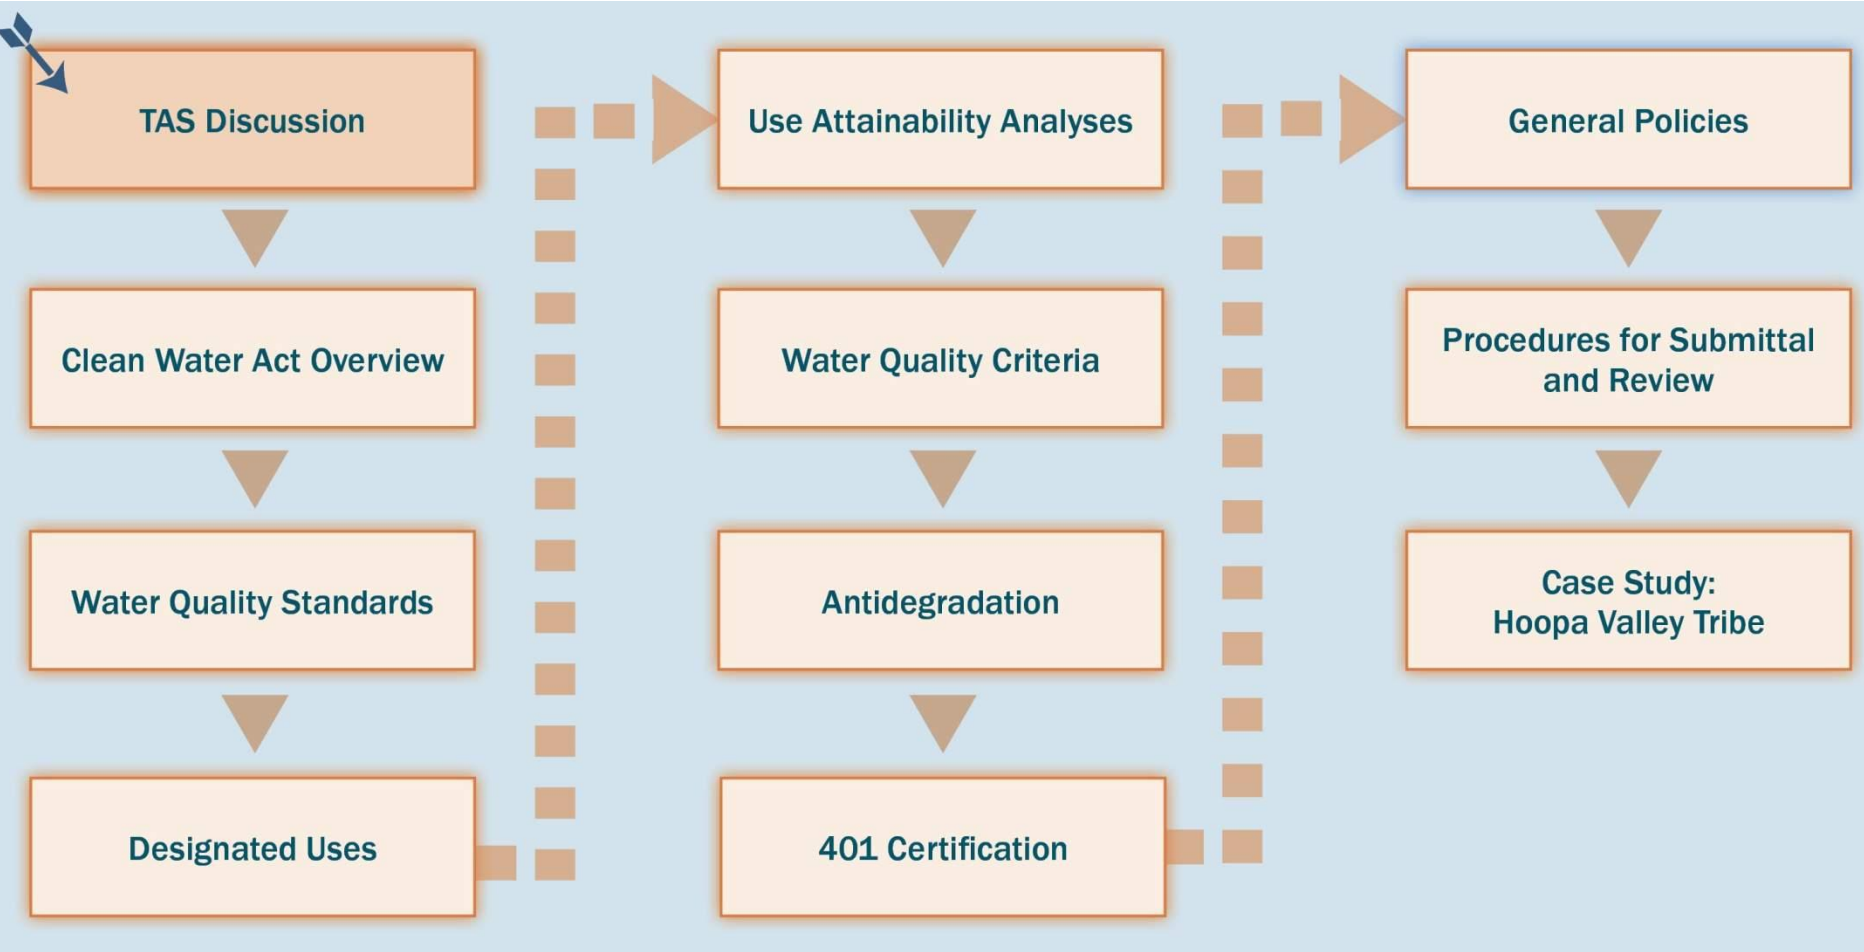 TAS Discussion
Clean Water Act Overview
Water Quality Standards
Designated Uses
Use Attainability Analyses
Water Quality Criteria
Antidegradation
401 Certification
General Policies
Procedures for Submittal
and Review
Case Study:
Hoopa Valley Tribe